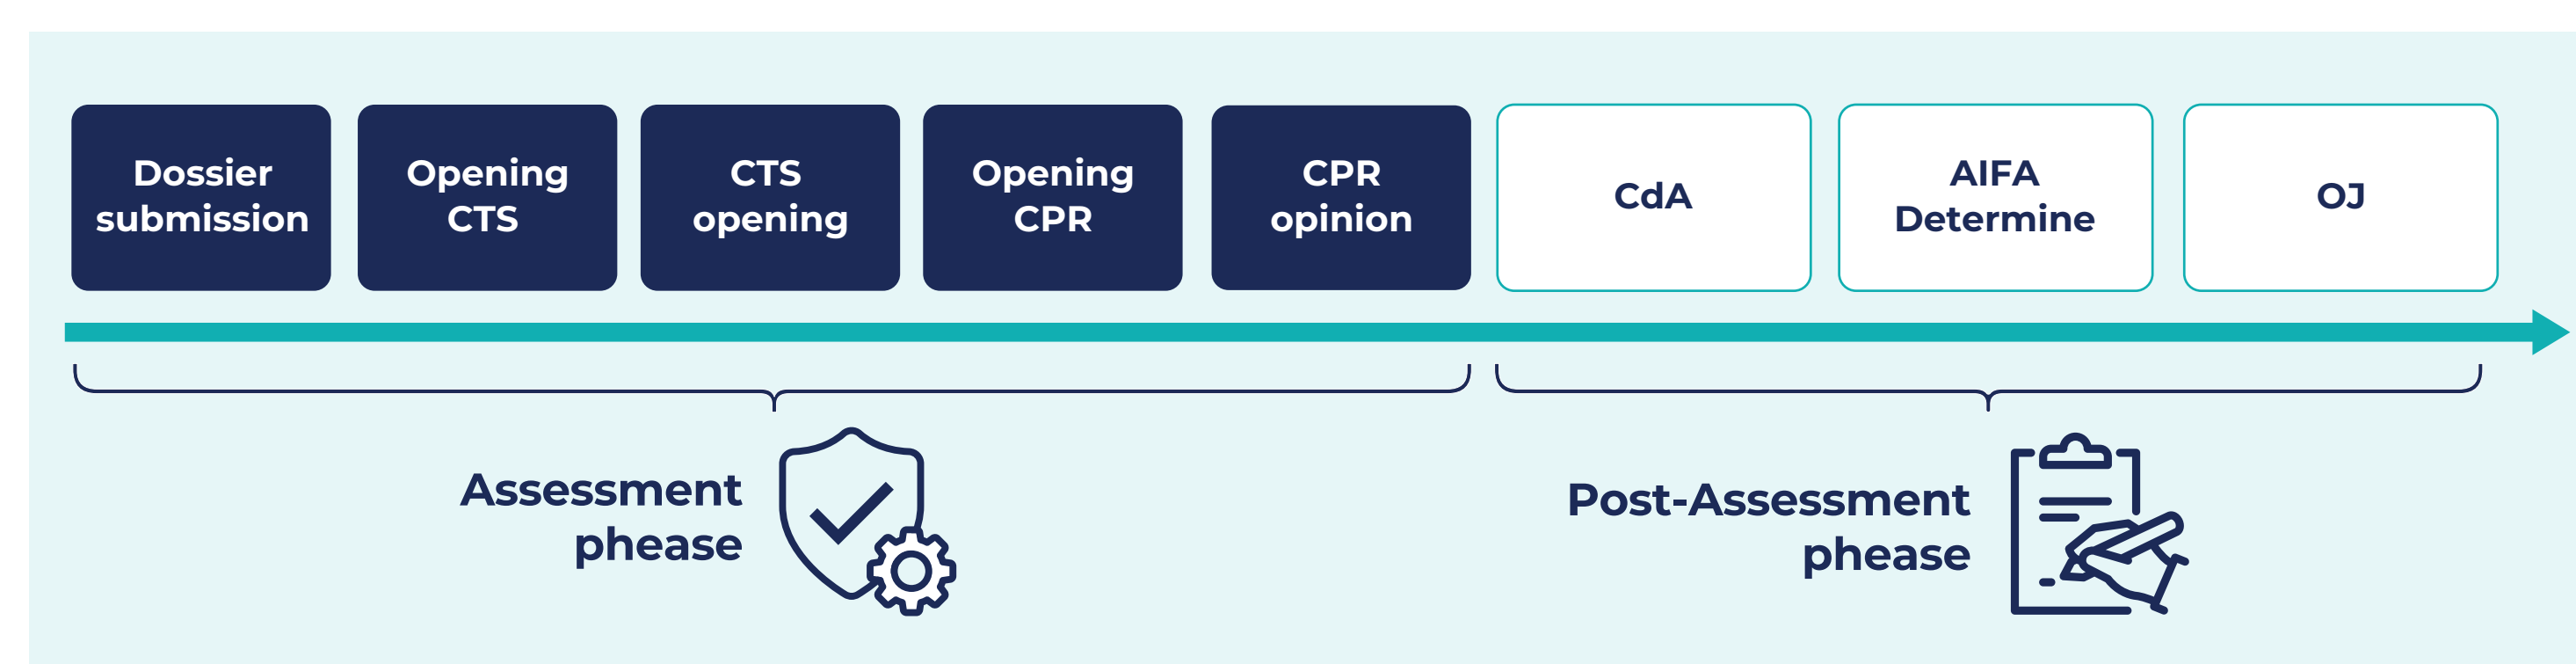 Dossier
submission
Opening
CTS
CTS
opening
Opening
CPR
CPR
opinion
CdA
AIFA
Determine
OJ
Assessment
phease
Post-Assessment
phease